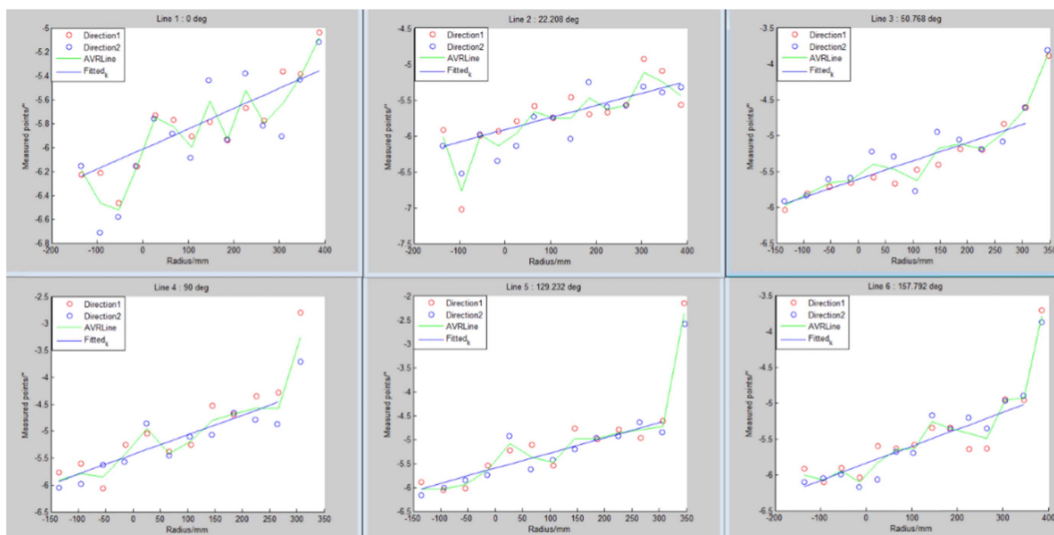 Line 1 : 0 deg
Direction1
Direction2
AVRLine
Fitted_k
Measured points/"
-5
-5.2
-5.4
-5.6
-5.8
-6
-6.2
-6.4
-6.6
-6.8
-200 -100 0 100 200 300 400
Radius/mm
Line 2 : 22.208 deg
Direction1
Direction2
AVRLine
Fitted_k
Measured points/"
-4.5
-5
-5.5
-6
-6.5
-7
-7.5
-200 -100 0 100 200 300 400
Radius/mm
Line 3 : 50.768 deg
Direction1
Direction2
AVRLine
Fitted_k
Measured points/"
-3.5
-4
-4.5
-5
-5.5
-6
-6.5
-150 -100 -50 0 50 100 150 200 250 300 350
Radius/mm
Line 4 : 90 deg
Direction1
Direction2
AVRLine
Fitted_k
Measured points/"
-2.5
-3
-3.5
-4
-4.5
-5
-5.5
-6
-6.5
-150 -100 -50 0 50 100 150 200 250 300 350
Radius/mm
Line 5 : 129.232 deg
Direction1
Direction2
AVRLine
Fitted_k
Measured points/"
-2
-2.5
-3
-3.5
-4
-4.5
-5
-5.5
-6
-6.5
-150 -100 -50 0 50 100 150 200 250 300 350
Radius/mm
Line 6 : 157.792 deg
Direction1
Direction2
AVRLine
Fitted_k
Measured points/"
-3.5
-4
-4.5
-5
-5.5
-6
-6.5
-200 -100 0 100 200 300 400
Radius/mm